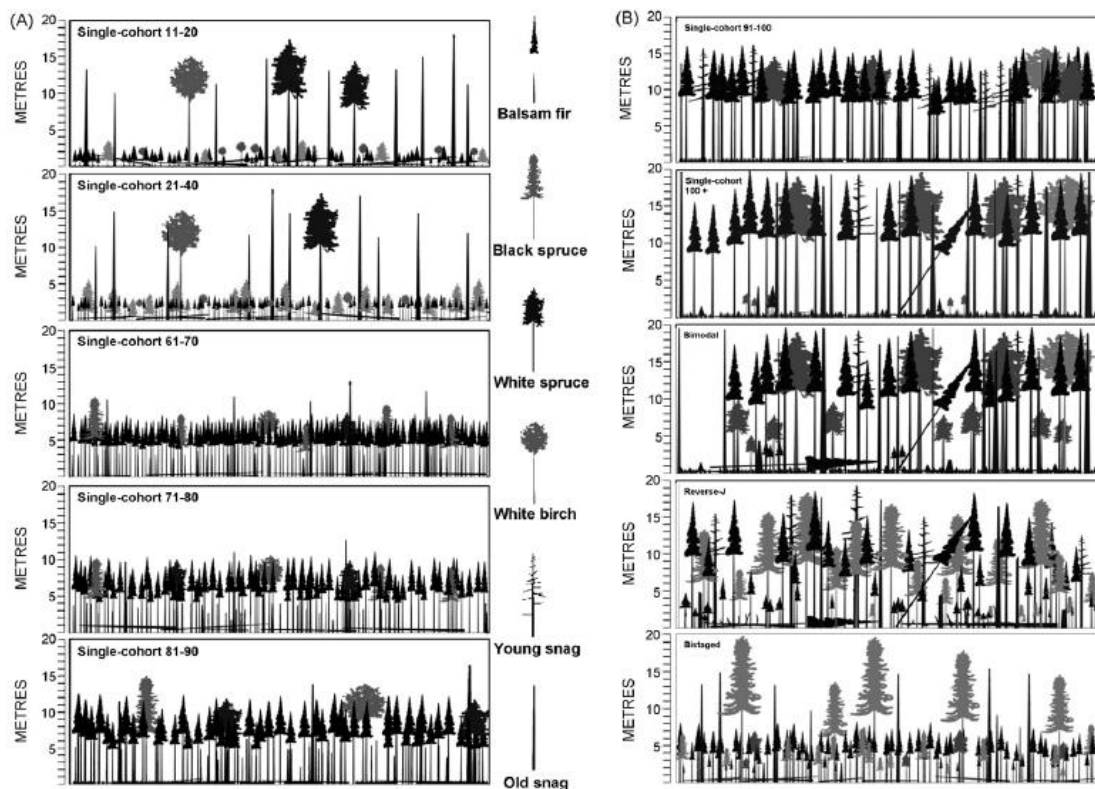 (A)
METRES
20
15
10
5
Single-cohort 11-20
METRES
20
15
10
5
Single-cohort 21-40
METRES
20
15
10
5
Single-cohort 61-70
METRES
20
15
10
5
Single-cohort 71-80
METRES
20
15
10
5
Single-cohort 81-90
Balsam fir
Black spruce
White spruce
White birch
Young snag
Old snag
(B)
METRES
20
15
10
5
Single-cohort 91-100
METRES
20
15
10
5
Single-cohort
100 +
METRES
20
15
10
5
Bimodal
METRES
20
15
10
5
Reverse-J
METRES
20
15
10
5
Bistaged